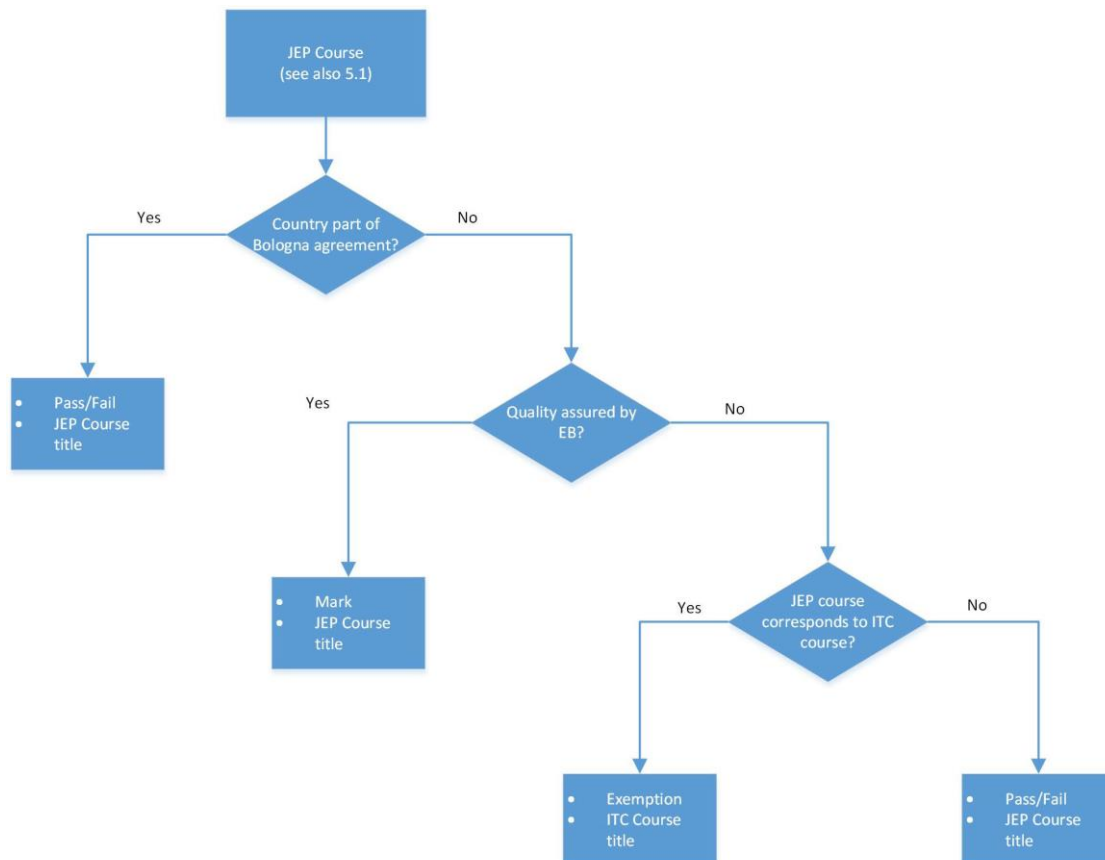 JEP Course
(see also 5.1)
Yes
Country part of
Bologna agreement?
No
• Pass/Fail
• JEP Course
title
Yes
Quality assured by
EB?
No
• Mark
• JEP Course
title
Yes
JEP course
corresponds to ITC
course?
No
• Exemption
• ITC Course
title
• Pass/Fail
• JEP Course
title